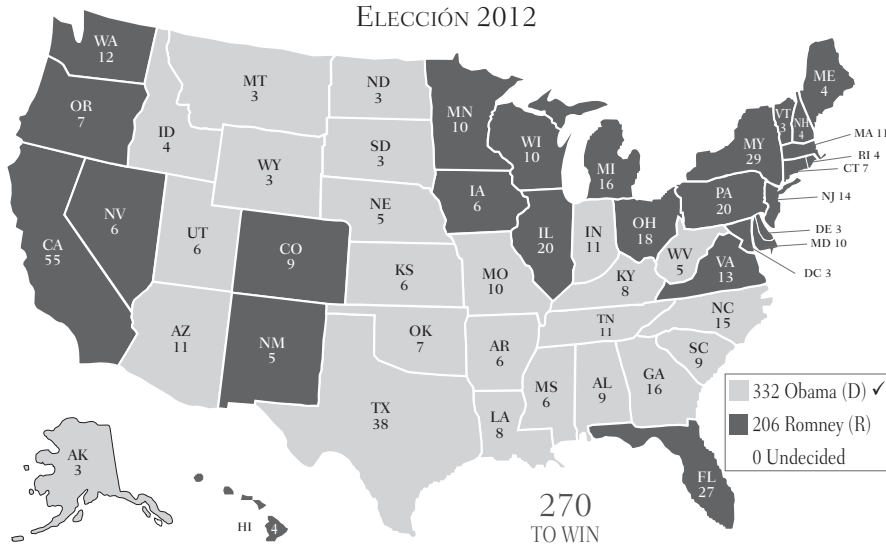 ELECCIÓN 2012
WA
12
OR
7
CA
55
NV
6
ID
4
MT
3
WY
3
UT
6
AZ
11
CO
9
NM
5
ND
3
SD
3
NE
5
KS
6
OK
7
TX
38
MN
10
IA
6
MO
10
AR
6
LA
8
WI
10
IL
20
MI
16
IN
11
OH
18
KY
8
TN
11
MS
6
AL
9
GA
16
FL
27
SC
9
NC
15
VA
13
WV
5
PA
20
MY
29
VT
3
NH
4
ME
4
MA 11
RI 4
CT 7
NJ 14
DE 3
MD 10
DC 3
AK
3
HI
4
332 Obama (D) ✓
206 Romney (R)
0 Undecided
270
TO WIN